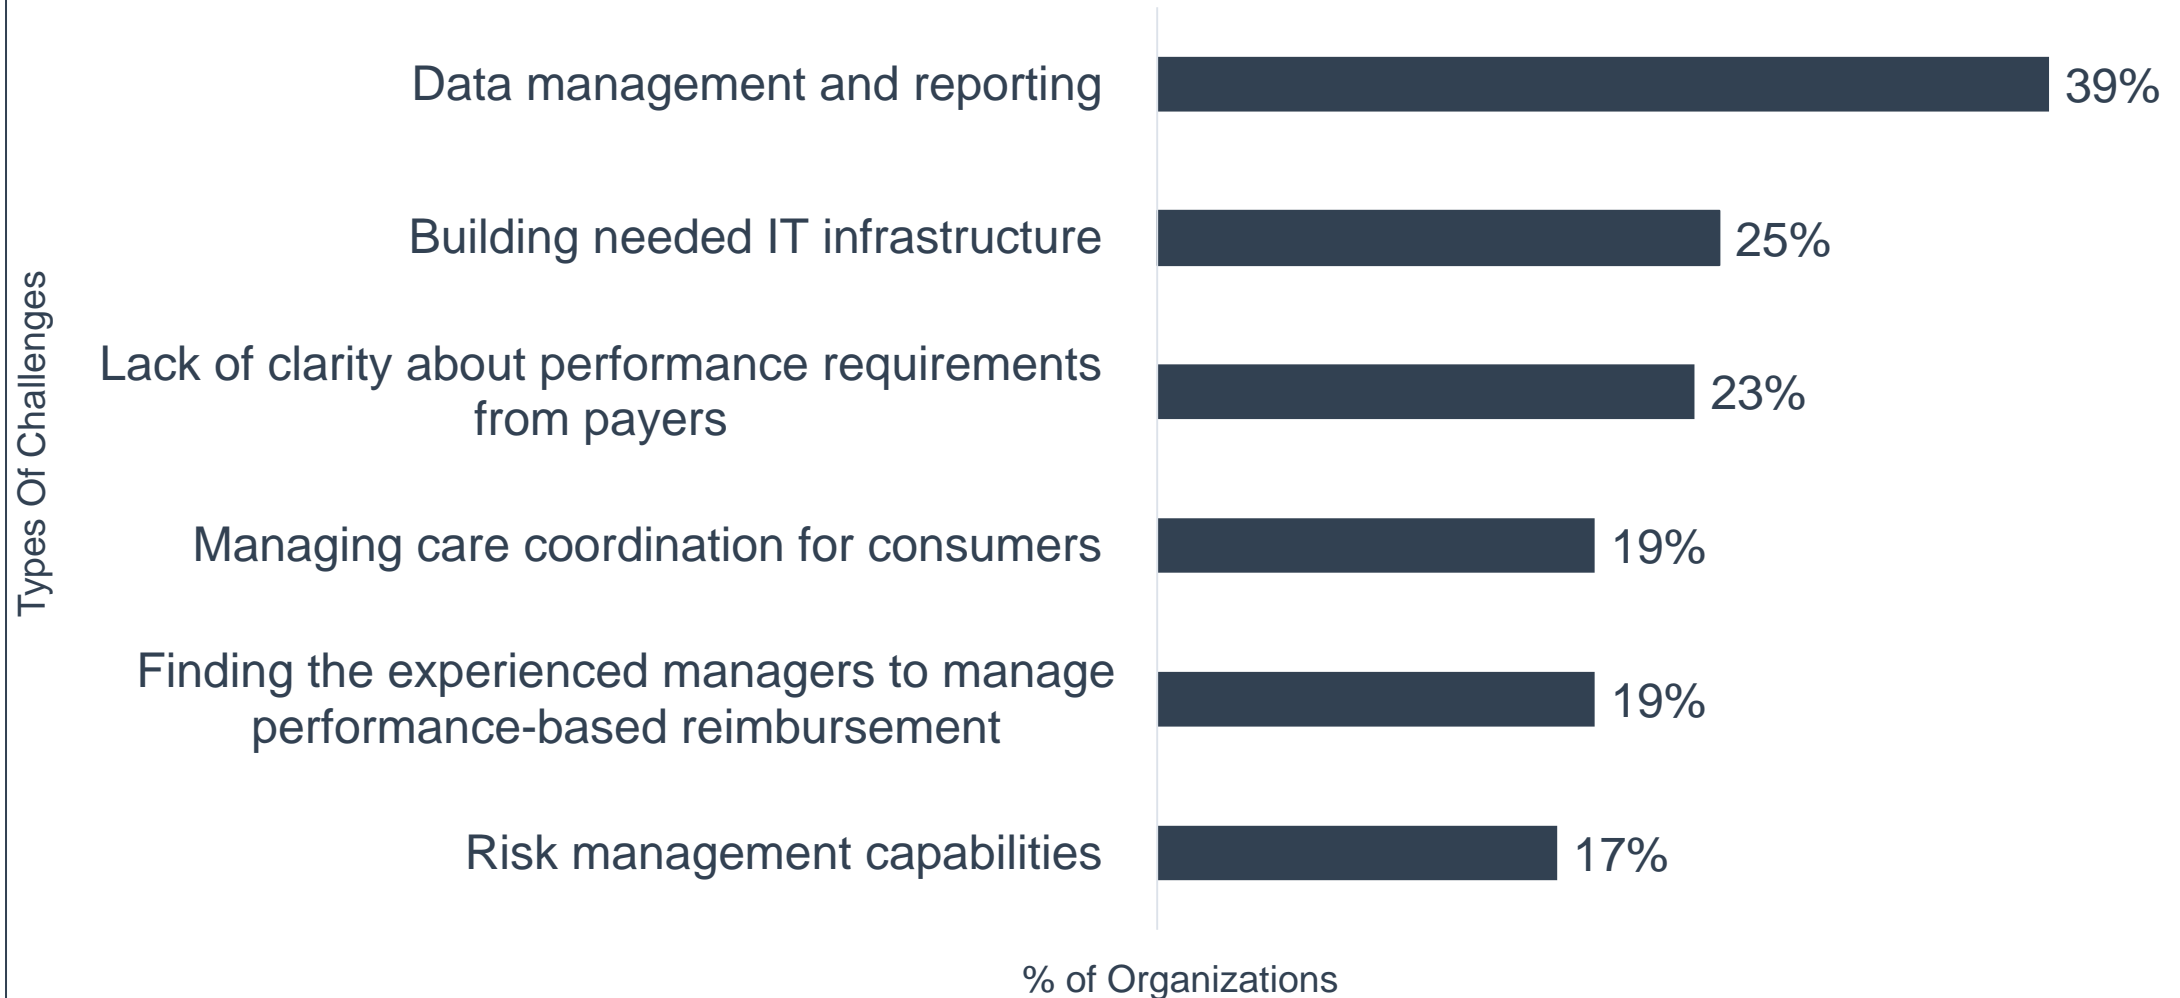 Types Of Challenges
Data management and reporting
39%
Building needed IT infrastructure
25%
Lack of clarity about performance requirements
from payers
23%
Managing care coordination for consumers
19%
Finding the experienced managers to manage
performance-based reimbursement
19%
Risk management capabilities
17%
% of Organizations